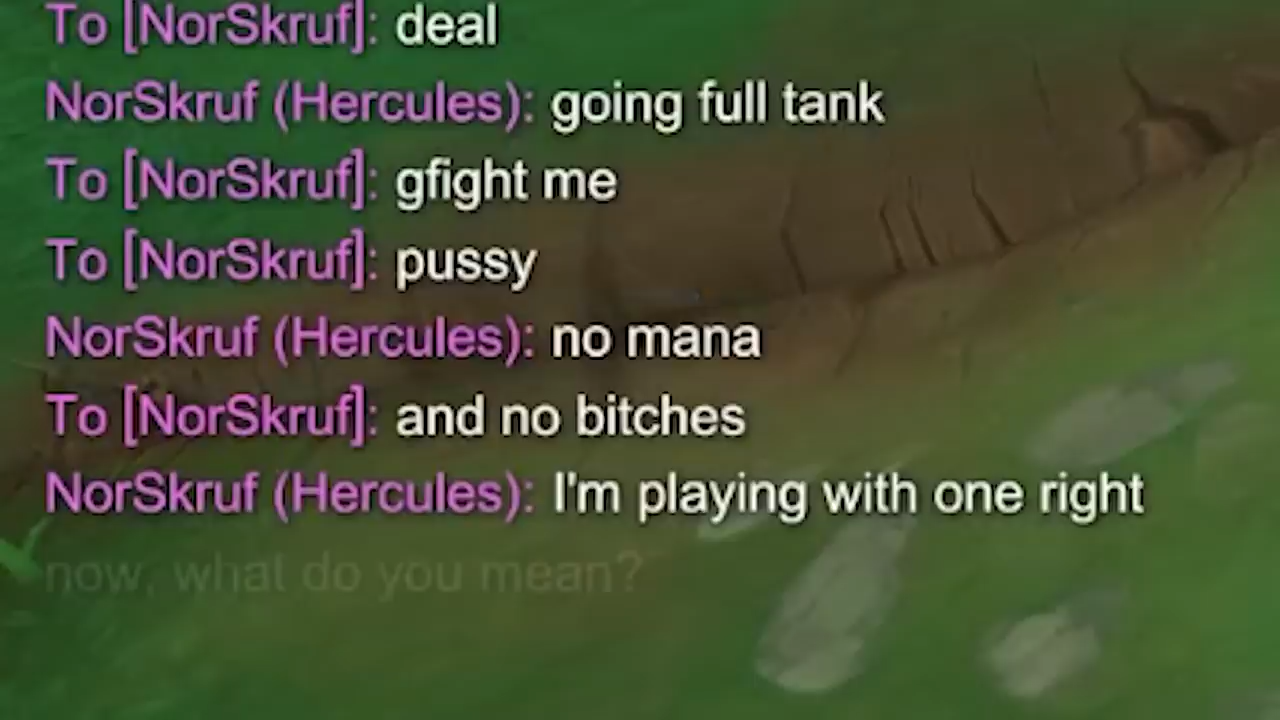 To [NorSkruf]: deal
NorSkruf (Hercules): going full tank
To [NorSkruf]: gfight me
To [NorSkruf]: pussy
NorSkruf (Hercules): no mana
To [NorSkruf]: and no bitches
NorSkruf (Hercules): I'm playing with one right
now, what do you mean?